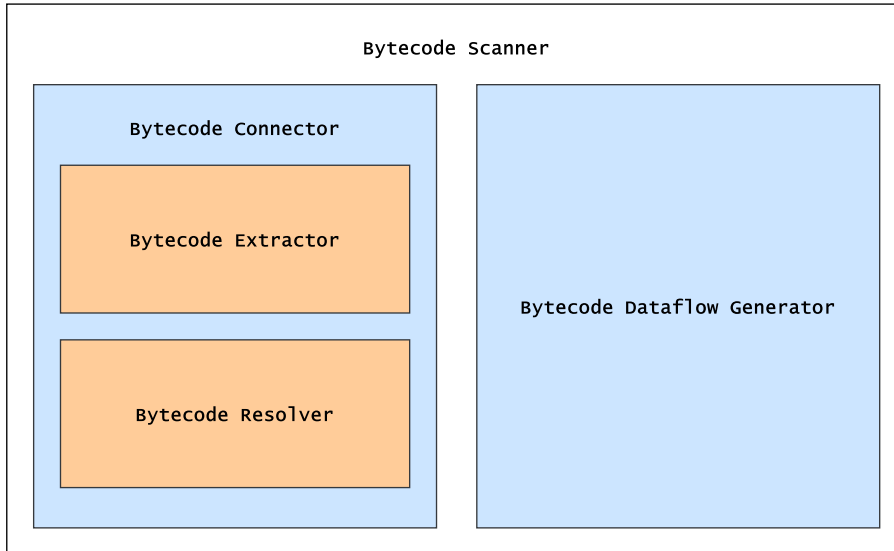 Bytecode Scanner
Bytecode Connector
Bytecode Extractor
Bytecode Resolver
Bytecode Dataflow Generator